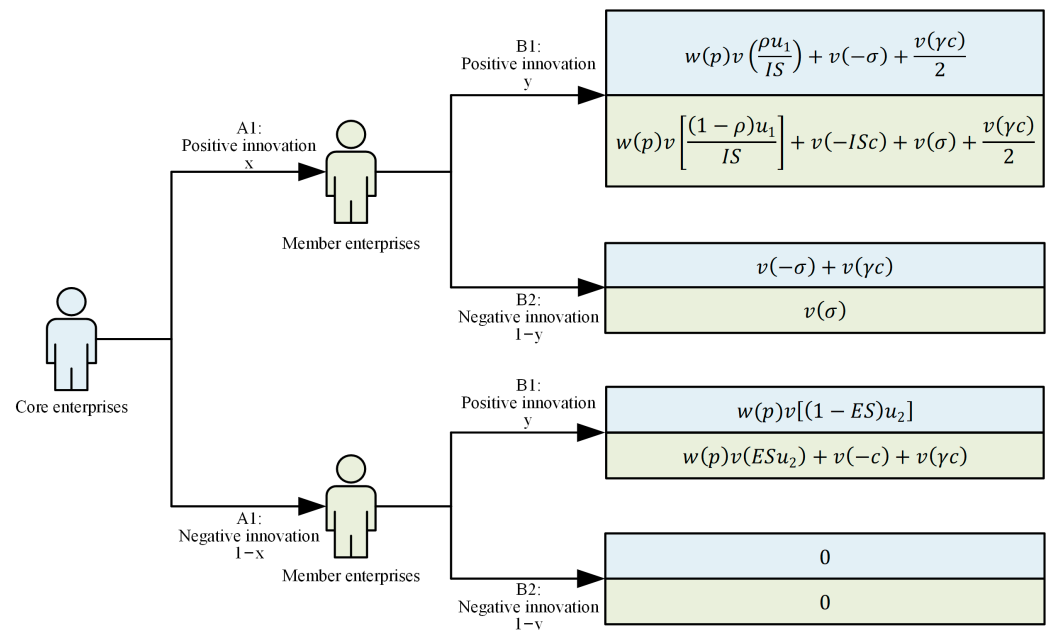 B1:
Positive innovation
y
w(p)v(ρu₁/IS) + v(−σ) + v(γc)/2
w(p)v[(1 − ρ)u₁/IS] + v(−ISc) + v(σ) + v(γc)/2
A1:
Positive innovation
x
Member enterprises
B2:
Negative innovation
1−y
v(−σ) + v(γc)
v(σ)
Core enterprises
B1:
Positive innovation
y
w(p)v[(1 − ES)u₂]
w(p)v(ESu₂) + v(−c) + v(γc)
A1:
Negative innovation
1−x
Member enterprises
B2:
Negative innovation
1−y
0
0